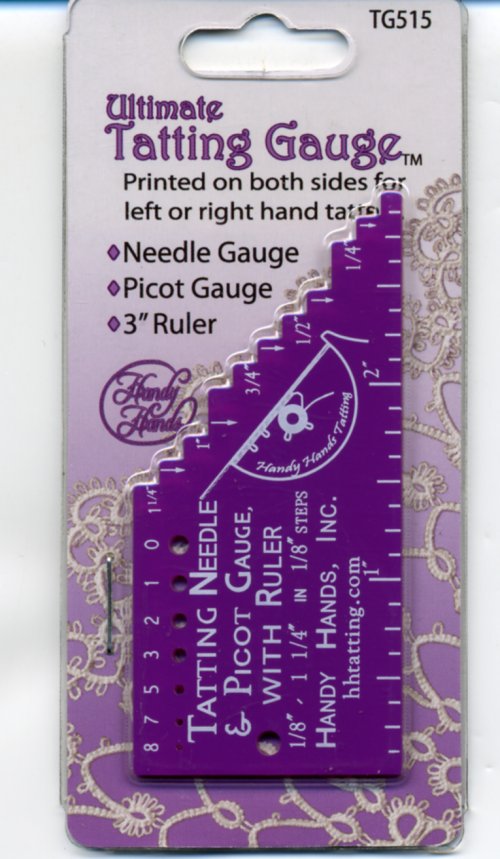 TG515
Ultimate
Tatting Gauge™
Printed on both sides for
left or right hand
Needle Gauge
Picot Gauge
3” Ruler
Handy
Hands
1/4"
1/2"
3/4"
1"
1 1/4"
Handy Hands Tatting
2"
1"
0
1
2
3
5
7
8
TATTING NEEDLE
& PICOT GAUGE,
WITH RULER
1/8" - 1 1/4" IN 1/8" STEPS
HANDY HANDS, INC.
hhtatting.com